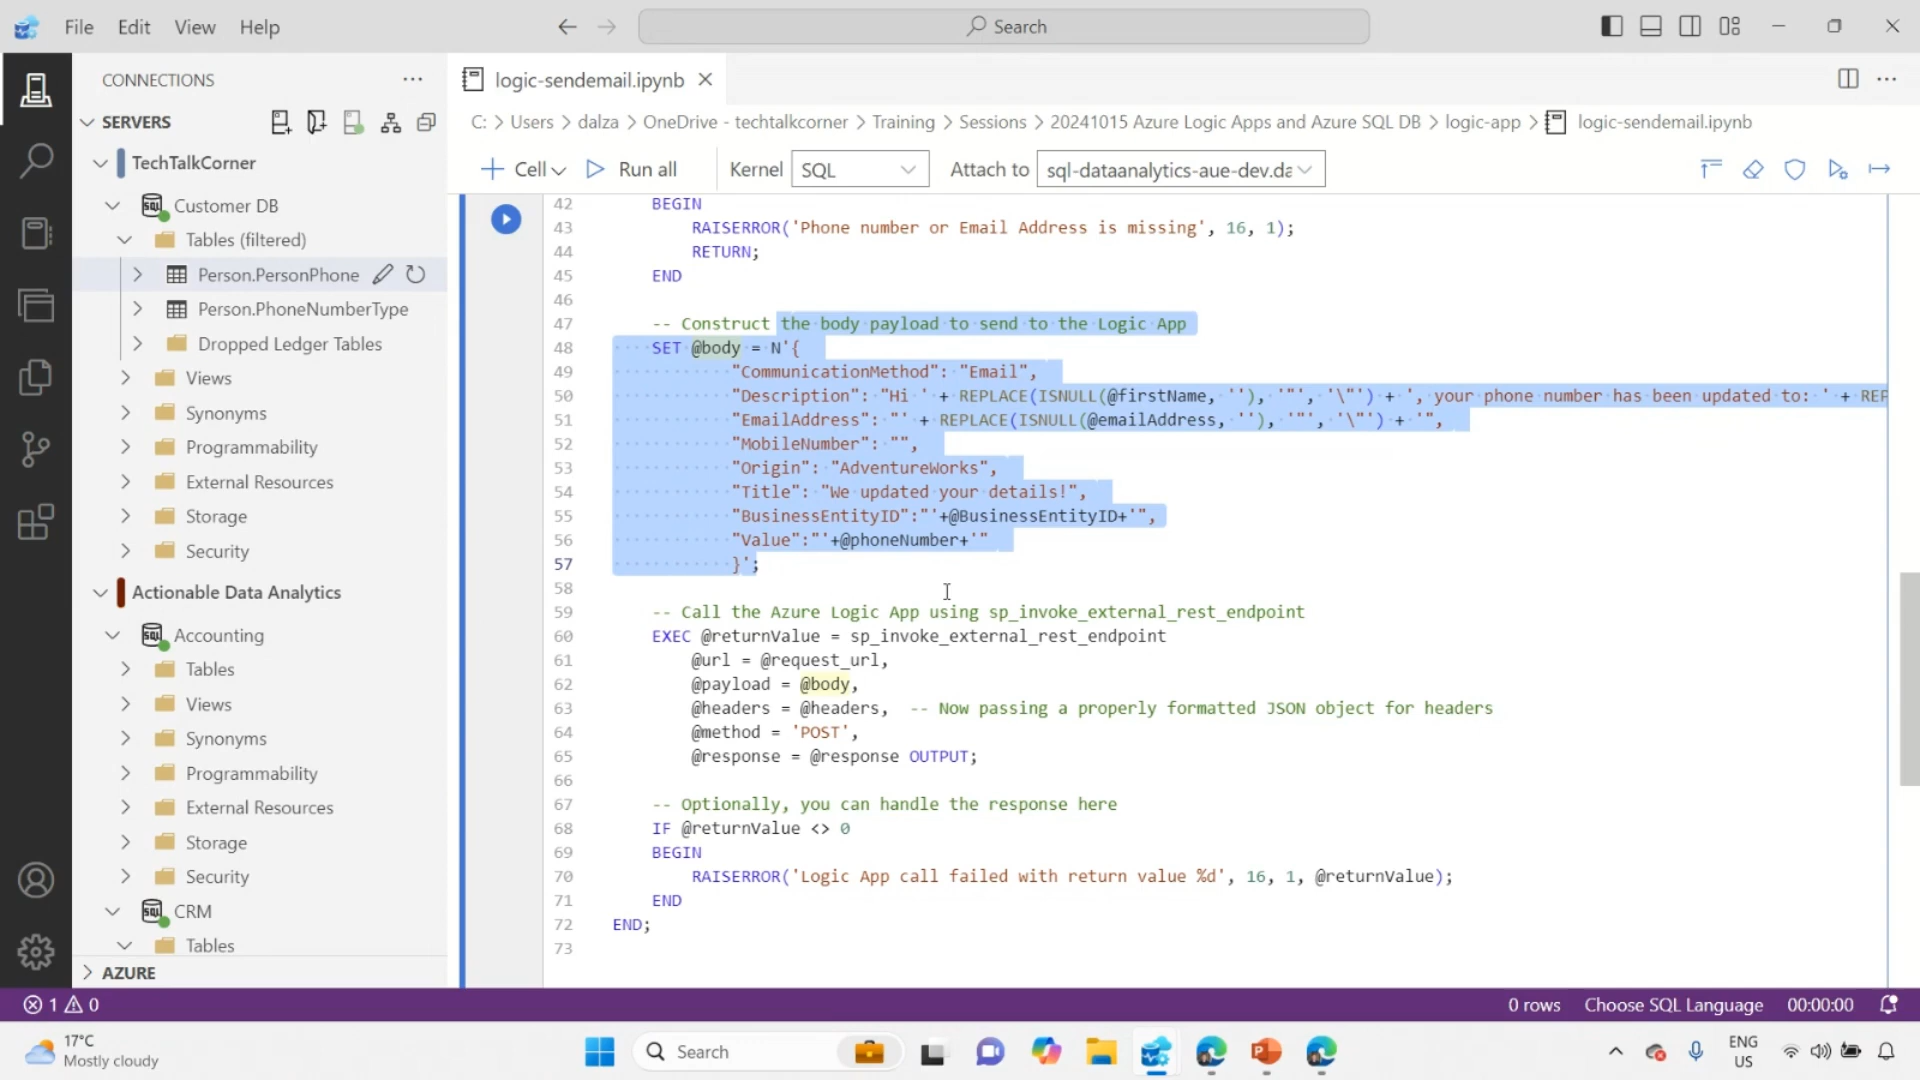 File Edit View Help
Search
CONNECTIONS
logic-sendemail.ipynb
SERVERS
C: > Users > dalza > OneDrive - techtalkcorner > Training > Sessions > 20241015 Azure Logic Apps and Azure SQL DB > logic-app > logic-sendemail.ipynb
Cell Run all Kernel SQL Attach to sql-dataanalytics-aue-dev.da
TechTalkCorner
Customer DB
Tables (filtered)
Person.PersonPhone
Person.PhoneNumberType
Dropped Ledger Tables
Views
Synonyms
Programmability
External Resources
Storage
Security
Actionable Data Analytics
Accounting
Tables
Views
Synonyms
Programmability
External Resources
Storage
Security
CRM
Tables
AZURE
42 BEGIN
43 RAISERROR('Phone number or Email Address is missing', 16, 1);
44 RETURN;
45 END
46
47 -- Construct the body payload to send to the Logic App
48 SET @body = N'{
49 "CommunicationMethod": "Email",
50 "Description": "Hi ' + REPLACE(ISNULL(@firstName, ''), '"', '\"') + ', your phone number has been updated to: ' + REP
51 "EmailAddress": "' + REPLACE(ISNULL(@emailAddress, ''), '"', '\"') + '",
52 "MobileNumber": "",
53 "Origin": "AdventureWorks",
54 "Title": "We updated your details!",
55 "BusinessEntityID":"'+@BusinessEntityID+'",
56 "Value":"'+@phoneNumber+'"
57 }';
58
59 -- Call the Azure Logic App using sp_invoke_external_rest_endpoint
60 EXEC @returnValue = sp_invoke_external_rest_endpoint
61 @url = @request_url,
62 @payload = @body,
63 @headers = @headers, -- Now passing a properly formatted JSON object for headers
64 @method = 'POST',
65 @response = @response OUTPUT;
66
67 -- Optionally, you can handle the response here
68 IF @returnValue <> 0
69 BEGIN
70 RAISERROR('Logic App call failed with return value %d', 16, 1, @returnValue);
71 END
72 END;
73
1 0
0 rows Choose SQL Language 00:00:00
17°C
Mostly cloudy
Search
ENG
US